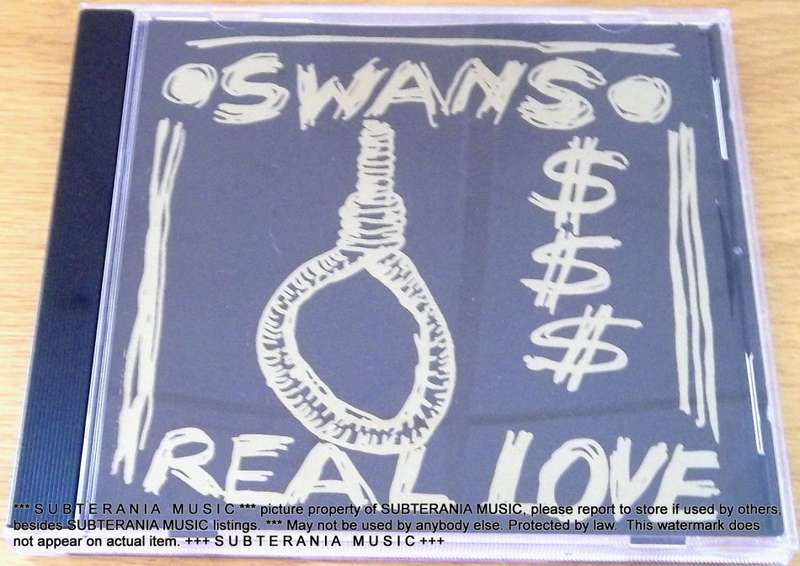 SWANS
$
$
$
REAL LOVE
*** S U B T E R A N I A   M U S I C *** picture property of SUBTERANIA MUSIC, please report to store if used by others,
besides SUBTERANIA MUSIC listings. *** May not be used by anybody else. Protected by law.  This watermark does
not appear on actual item. +++ S U B T E R A N I A   M U S I C +++